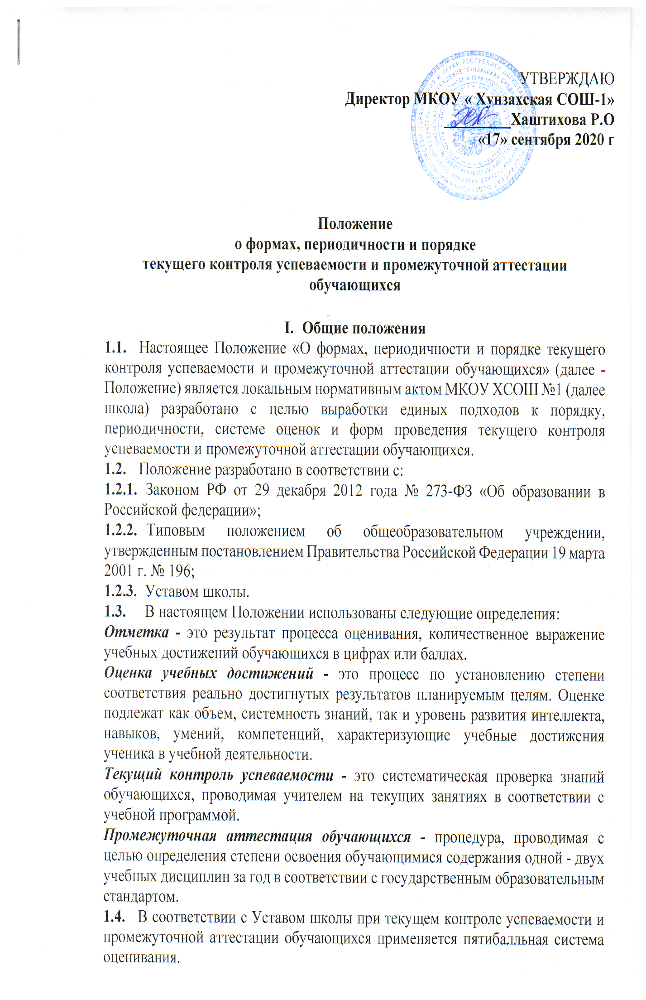 УТВЕРЖДАЮ
Директор МКОУ « Хунзахская СОШ-1»
Хаштихова Р.О
«17» сентября 2020 г
Положение
о формах, периодичности и порядке
текущего контроля успеваемости и промежуточной аттестации
обучающихся
I. Общие положения
1.1. Настоящее Положение «О формах, периодичности и порядке текущего
контроля успеваемости и промежуточной аттестации обучающихся» (далее -
Положение) является локальным нормативным актом МКОУ ХСОШ №1 (далее
школа) разработано с целью выработки единых подходов к порядку,
периодичности, системе оценок и форм проведения текущего контроля
успеваемости и промежуточной аттестации обучающихся.
1.2. Положение разработано в соответствии с:
1.2.1. Законом РФ от 29 декабря 2012 года № 273-ФЗ «Об образовании в
Российской федерации»;
1.2.2. Типовым положением об общеобразовательном учреждении,
утвержденным постановлением Правительства Российской Федерации 19 марта
2001 г. № 196;
1.2.3. Уставом школы.
1.3. В настоящем Положении использованы следующие определения:
Отметка - это результат процесса оценивания, количественное выражение
учебных достижений обучающихся в цифрах или баллах.
Оценка учебных достижений - это процесс по установлению степени
соответствия реально достигнутых результатов планируемым целям. Оценке
подлежат как объем, системность знаний, так и уровень развития интеллекта,
навыков, умений, компетенций, характеризующие учебные достижения
ученика в учебной деятельности.
Текущий контроль успеваемости - это систематическая проверка знаний
обучающихся, проводимая учителем на текущих занятиях в соответствии с
учебной программой.
Промежуточная аттестация обучающихся - процедура, проводимая с
целью определения степени освоения обучающимися содержания одной - двух
учебных дисциплин за год в соответствии с государственным образовательным
стандартом.
1.4. В соответствии с Уставом школы при текущем контроле успеваемости и
промежуточной аттестации обучающихся применяется пятибалльная система
оценивания.